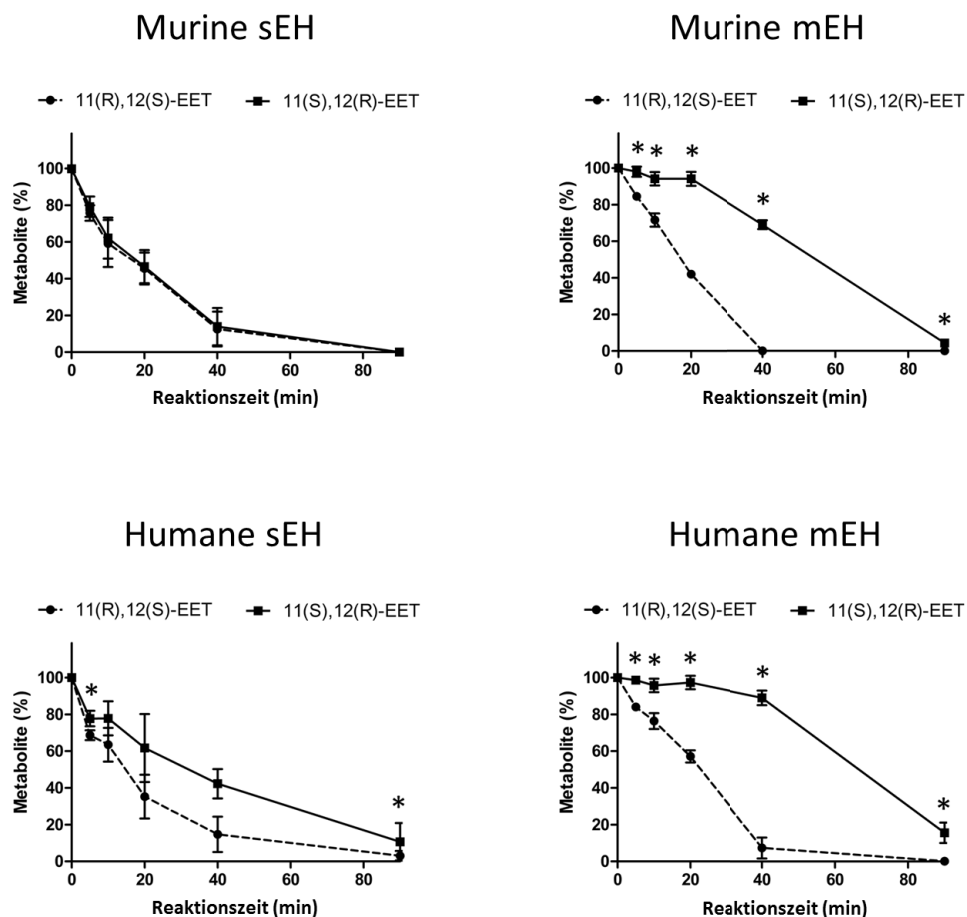 Murine sEH
11(R),12(S)-EET 11(S),12(R)-EET
*
Metabolite (%)
100
80
60
40
20
0
0 20 40 60 80
Reaktionszeit (min)
Murine mEH
11(R),12(S)-EET 11(S),12(R)-EET
* * *
*
*
Metabolite (%)
100
80
60
40
20
0
0 20 40 60 80
Reaktionszeit (min)
Humane sEH
11(R),12(S)-EET 11(S),12(R)-EET
*
*
Metabolite (%)
100
80
60
40
20
0
0 20 40 60 80
Reaktionszeit (min)
Humane mEH
11(R),12(S)-EET 11(S),12(R)-EET
* * *
*
*
Metabolite (%)
100
80
60
40
20
0
0 20 40 60 80
Reaktionszeit (min)